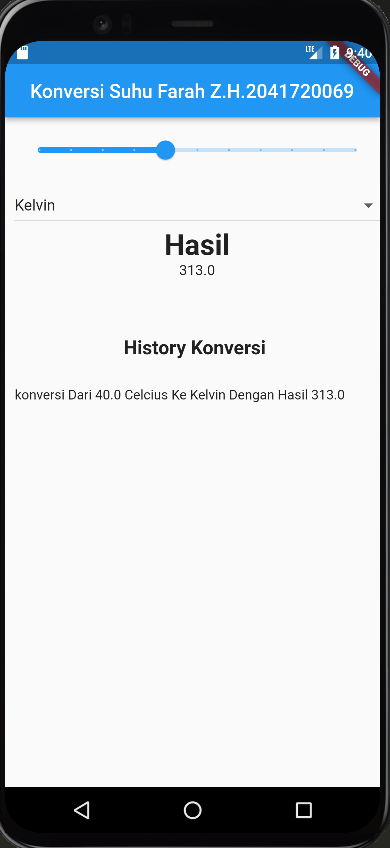 LTE 9:40
DEBUG
Konversi Suhu Farah Z.H.2041720069
Kelvin
Hasil
313.0
History Konversi
konversi Dari 40.0 Celcius Ke Kelvin Dengan Hasil 313.0